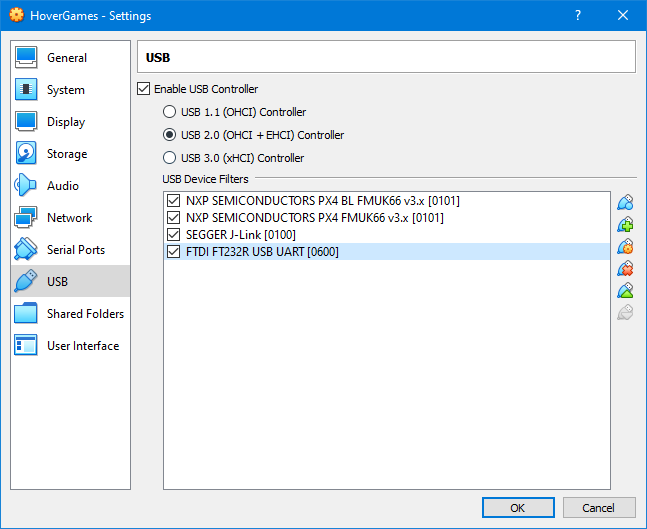 HoverGames - Settings
?
General
System
Display
Storage
Audio
Network
Serial Ports
USB
Shared Folders
User Interface
USB
Enable USB Controller
USB 1.1 (OHCI) Controller
USB 2.0 (OHCI + EHCI) Controller
USB 3.0 (xHCI) Controller
USB Device Filters
NXP SEMICONDUCTORS PX4 BL FMUK66 v3.x [0101]
NXP SEMICONDUCTORS PX4 FMUK66 v3.x [0101]
SEGGER J-Link [0100]
FTDI FT232R USB UART [0600]
OK
Cancel